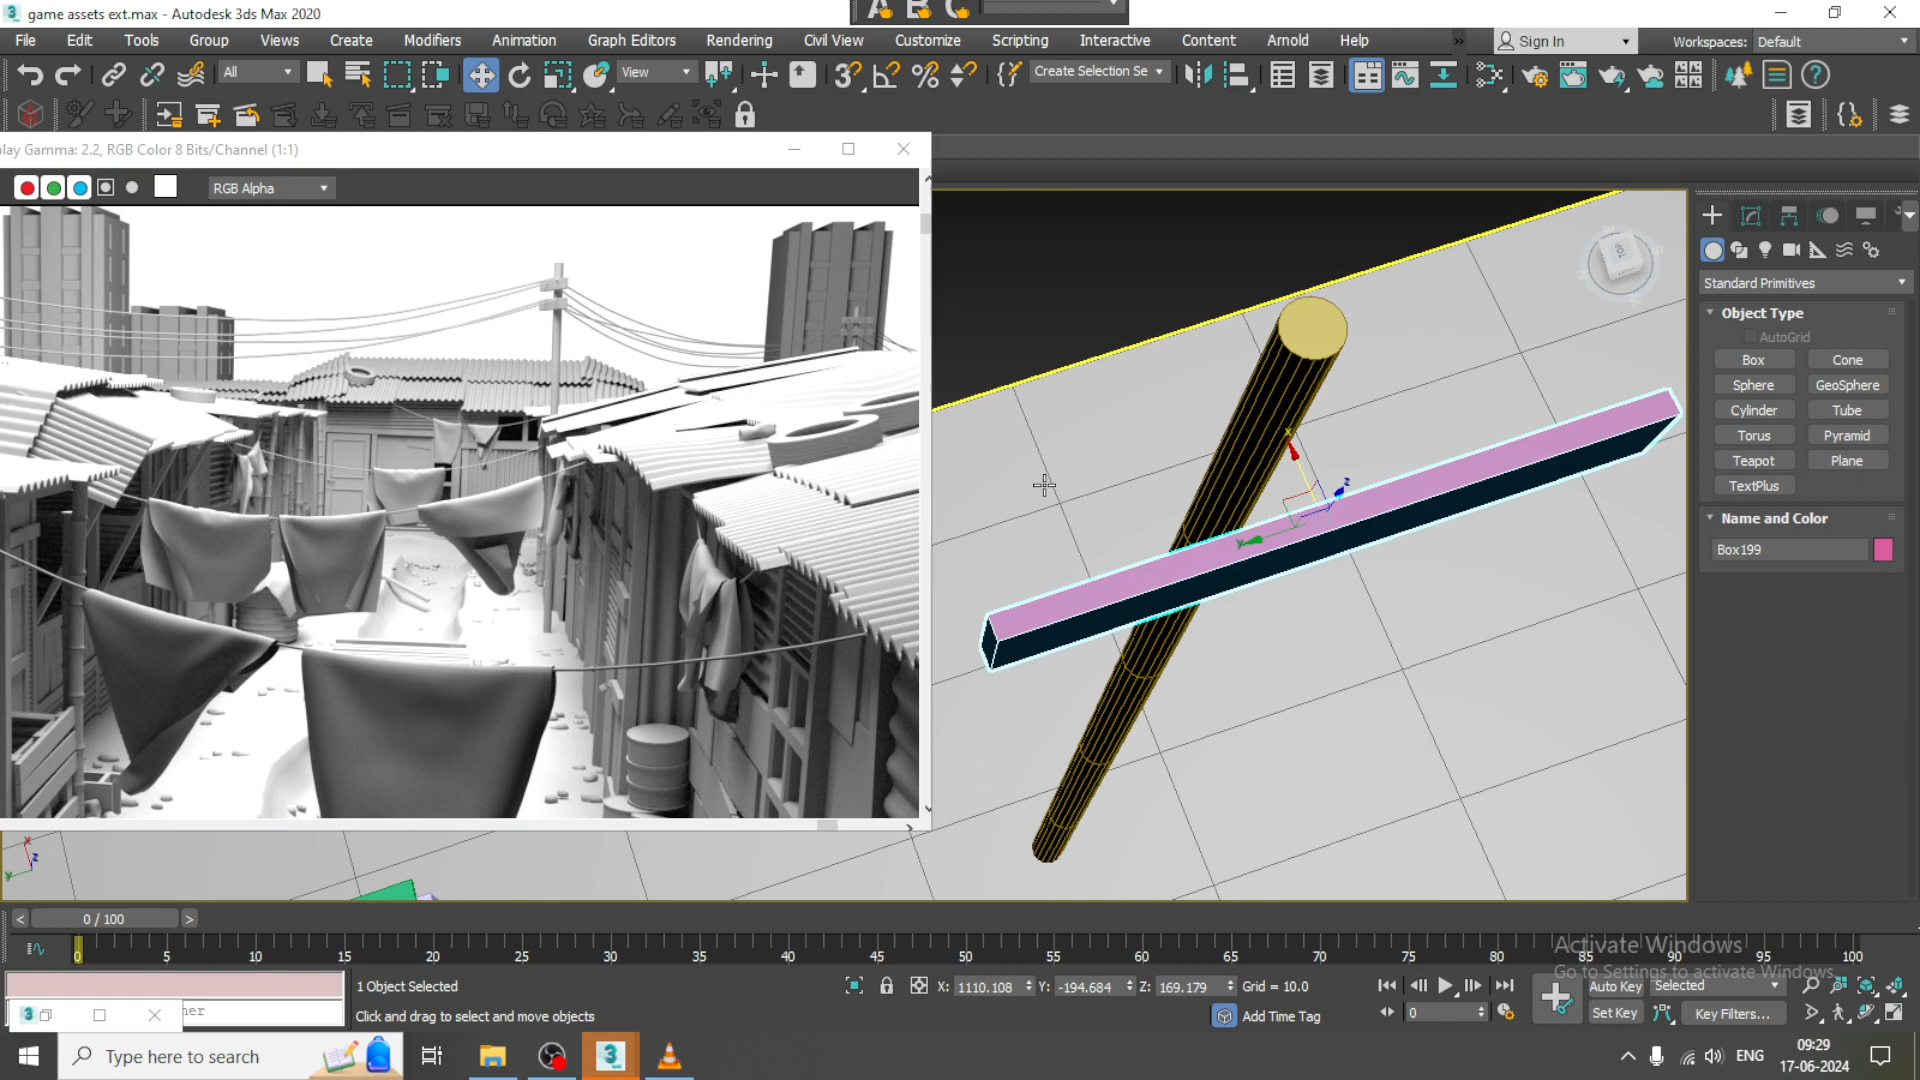 game assets ext.max - Autodesk 3ds Max 2020
File Edit Tools Group Views Create Modifiers Animation Graph Editors Rendering Civil View Customize Scripting Interactive Content Arnold Help
Sign In
Workspaces: Default
All
View
Create Selection Se
lay Gamma: 2.2, RGB Color 8 Bits/Channel (1:1)
RGB Alpha
Standard Primitives
Object Type
AutoGrid
Box Cone
Sphere GeoSphere
Cylinder Tube
Torus Pyramid
Teapot Plane
TextPlus
Name and Color
Box199
x
y
z
x
y
z
< 0 / 100 >
0 5 10 15 20 25 30 35 40 45 50 55 60 65 70 75 80 85 90 95 100
Activate Windows
Go to Settings to activate Windows.
1 Object Selected
X: 1110.108 Y: -194.684 Z: 169.179 Grid = 10.0
Auto Key Selected
Click and drag to select and move objects
Add Time Tag
0
Set Key Key Filters...
Type here to search
ENG
09:29
17-06-2024